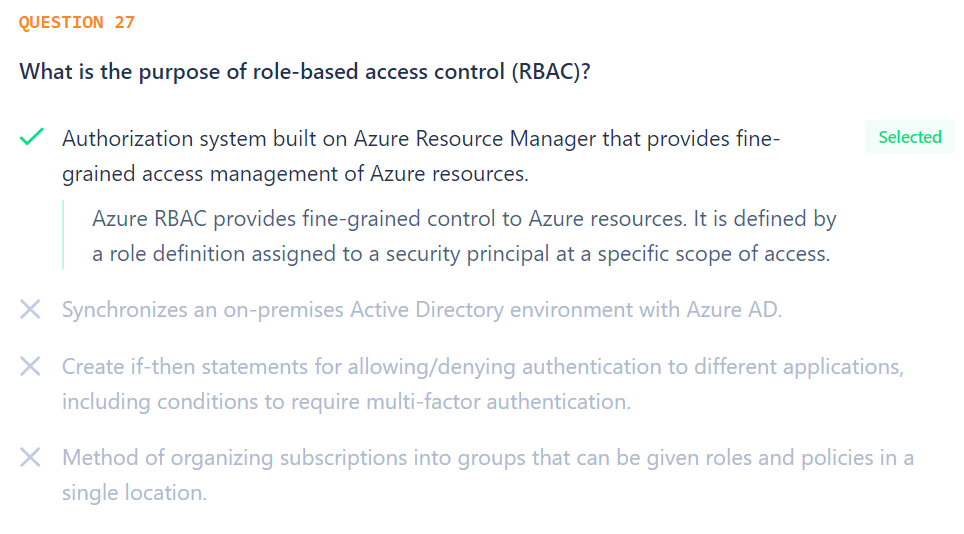 QUESTION 27
What is the purpose of role-based access control (RBAC)?
Authorization system built on Azure Resource Manager that provides fine-
Selected
grained access management of Azure resources.
Azure RBAC provides fine-grained control to Azure resources. It is defined by
a role definition assigned to a security principal at a specific scope of access.
Synchronizes an on-premises Active Directory environment with Azure AD.
Create if-then statements for allowing/denying authentication to different applications,
including conditions to require multi-factor authentication.
Method of organizing subscriptions into groups that can be given roles and policies in a
single location.